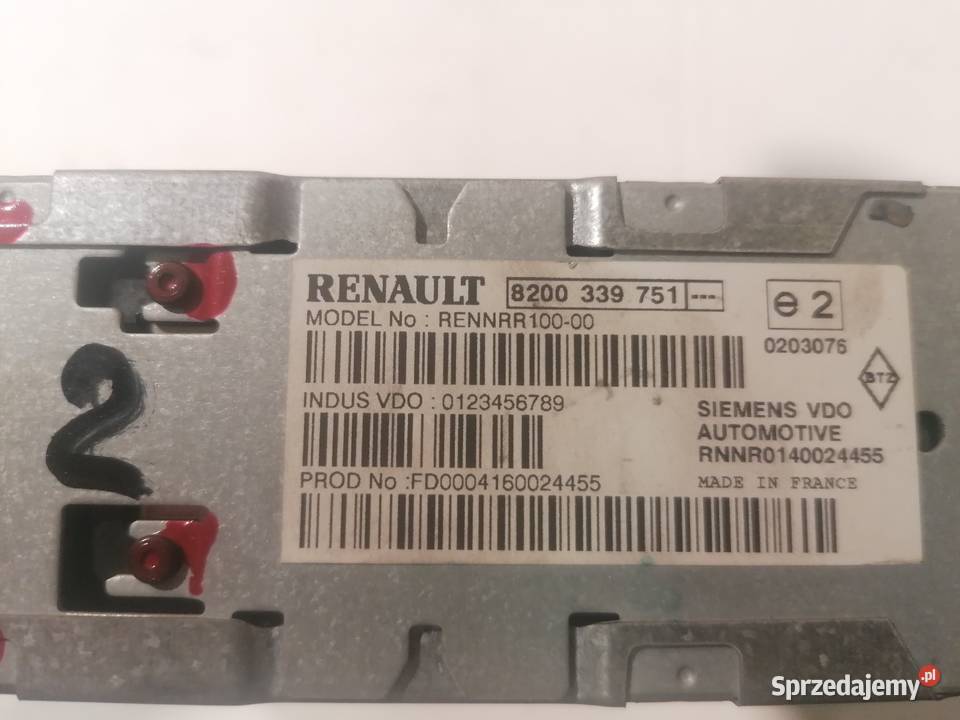 RENAULT 8200 339 751 ---
MODEL No : RENNRR100-00
e 2
0203076
BTZ
INDUS VDO : 0123456789
SIEMENS VDO
AUTOMOTIVE
RNNR0140024455
PROD No :FD0004160024455
MADE IN FRANCE
2
Sprzedajemy.pl